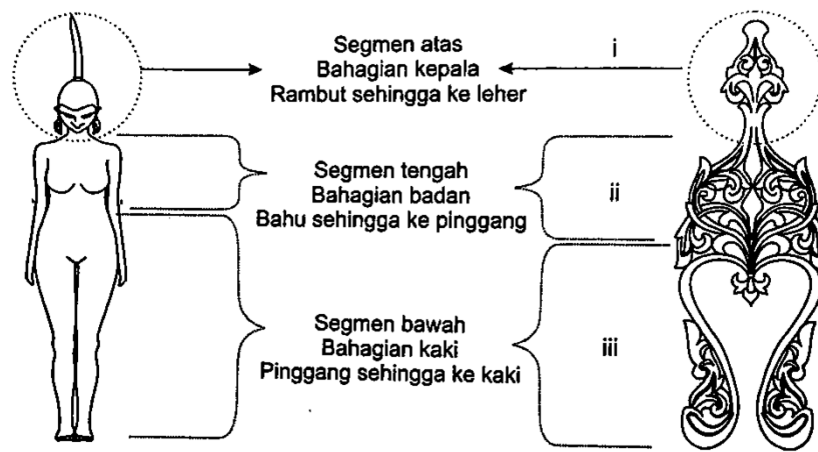 Segmen atas
Bahagian kepala
Rambut sehingga ke leher
i
Segmen tengah
Bahagian badan
Bahu sehingga ke pinggang
ii
Segmen bawah
Bahagian kaki
Pinggang sehingga ke kaki
iii